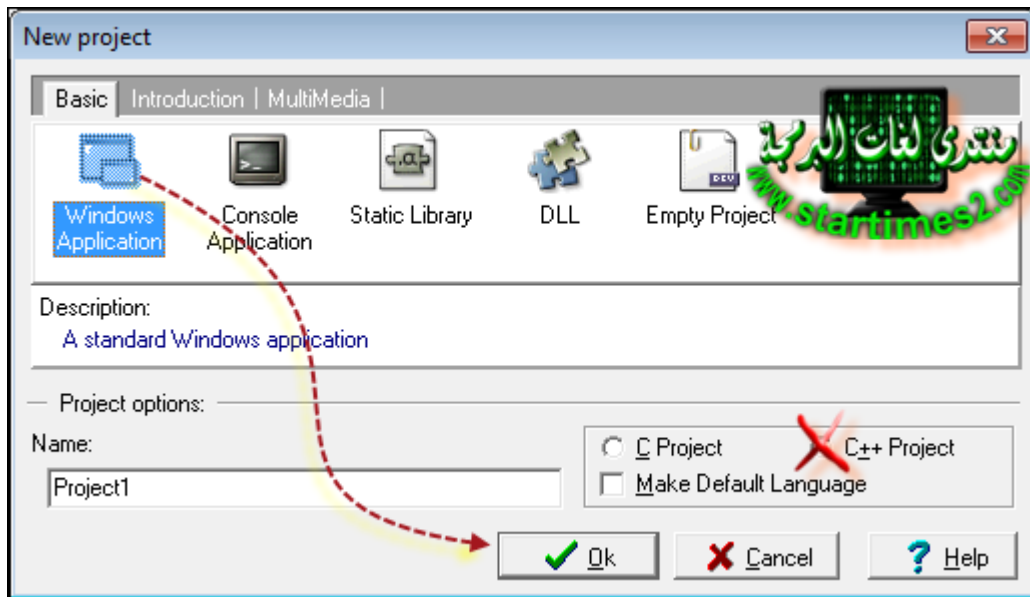 New project
Basic Introduction | MultiMedia |
منتدى لغات البرمجة
www.startimes2.com
Windows Application
Console Application
Static Library
DLL
Empty Project
DEV
Description:
A standard Windows application
Project options:
Name:
Project1
C Project
C++ Project
Make Default Language
Ok
Cancel
Help